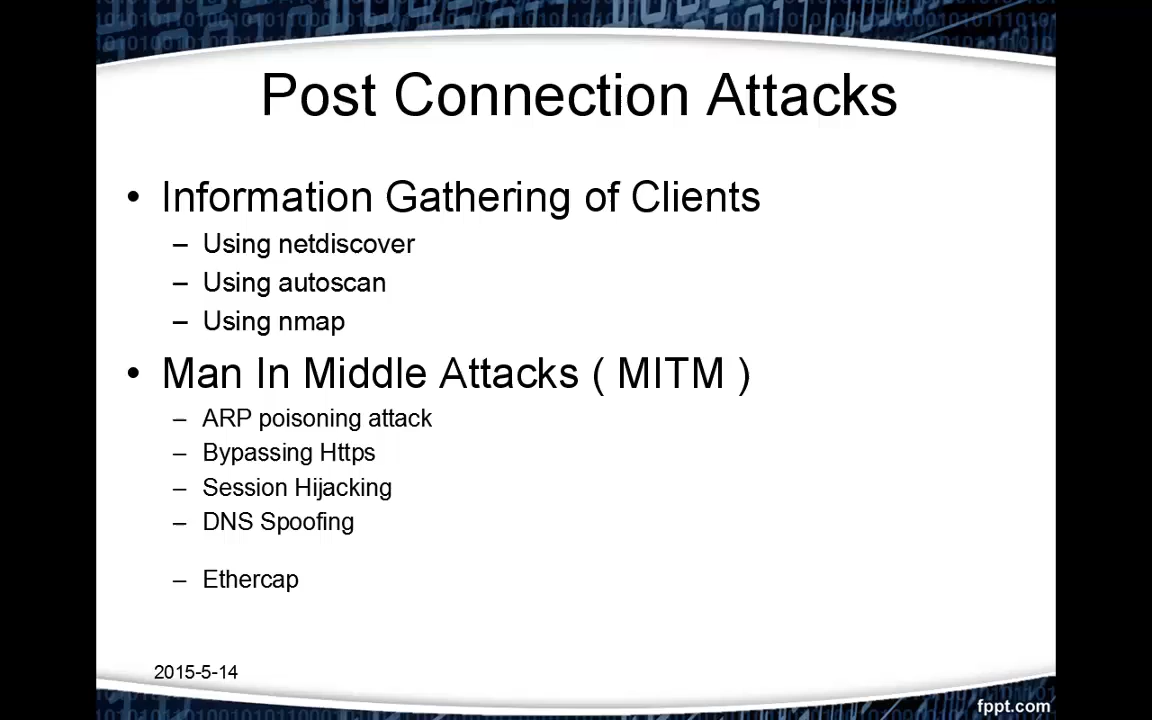 Post Connection Attacks
• Information Gathering of Clients
– Using netdiscover
– Using autoscan
– Using nmap
• Man In Middle Attacks ( MITM )
– ARP poisoning attack
– Bypassing Https
– Session Hijacking
– DNS Spoofing
– Ethercap
2015-5-14
fppt.com